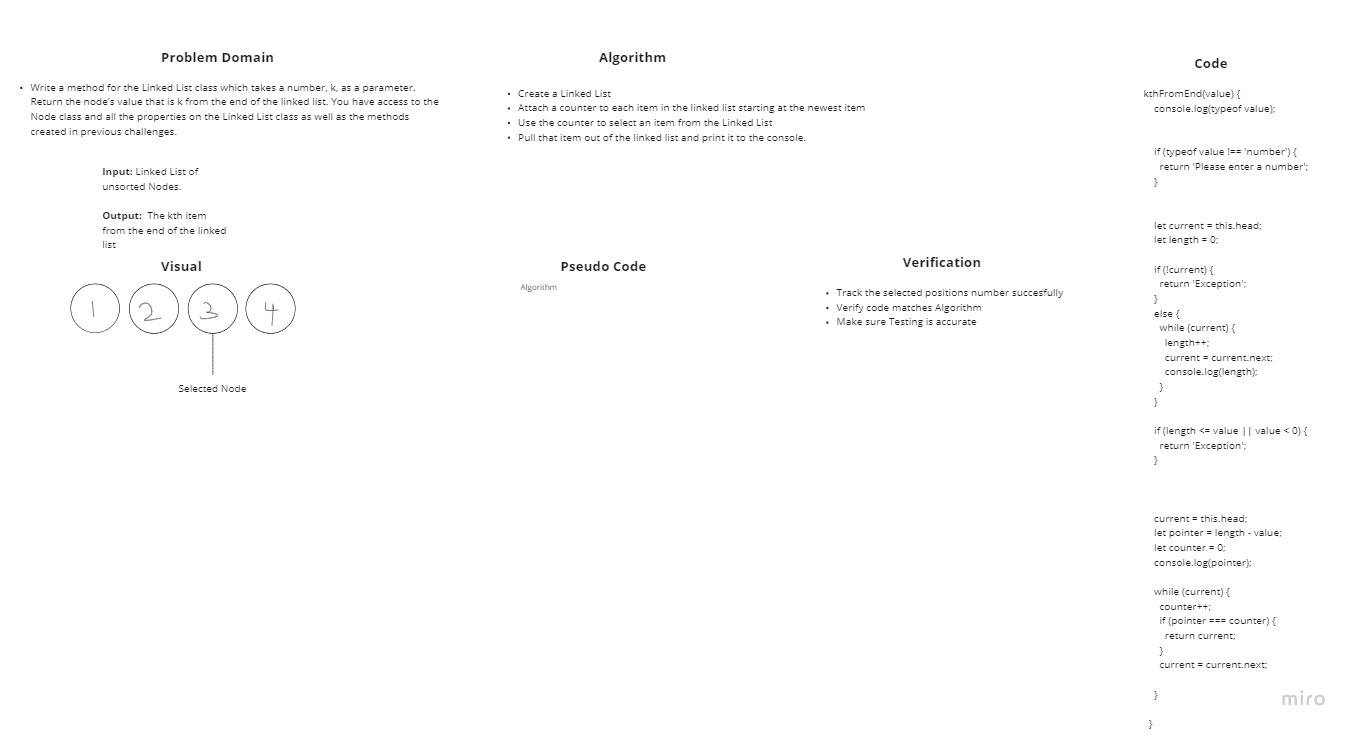 Problem Domain
• Write a method for the Linked List class which takes a number, k, as a parameter.
Return the node's value that is k from the end of the linked list. You have access to the
Node class and all the properties on the Linked List class as well as the methods
created in previous challenges.
Input: Linked List of
unsorted Nodes.
Output: The kth item
from the end of the linked
list
Visual
1 2 3 4
Selected Node
Algorithm
• Create a Linked List
• Attach a counter to each item in the linked list starting at the newest item
• Use the counter to select an item from the Linked List
• Pull that item out of the linked list and print it to the console.
Pseudo Code
Algorithm
Verification
• Track the selected positions number succesfully
• Verify code matches Algorithm
• Make sure Testing is accurate
Code
kthFromEnd(value) {
console.log(typeof value);
if (typeof value !== 'number') {
return 'Please enter a number';
}
let current = this.head;
let length = 0;
if (!current) {
return 'Exception';
}
else {
while (current) {
length++;
current = current.next;
console.log(length);
}
}
if (length <= value || value < 0) {
return 'Exception';
}
current = this.head;
let pointer = length - value;
let counter = 0;
console.log(pointer);
while (current) {
counter++;
if (pointer === counter) {
return current;
}
current = current.next;
}
}
miro